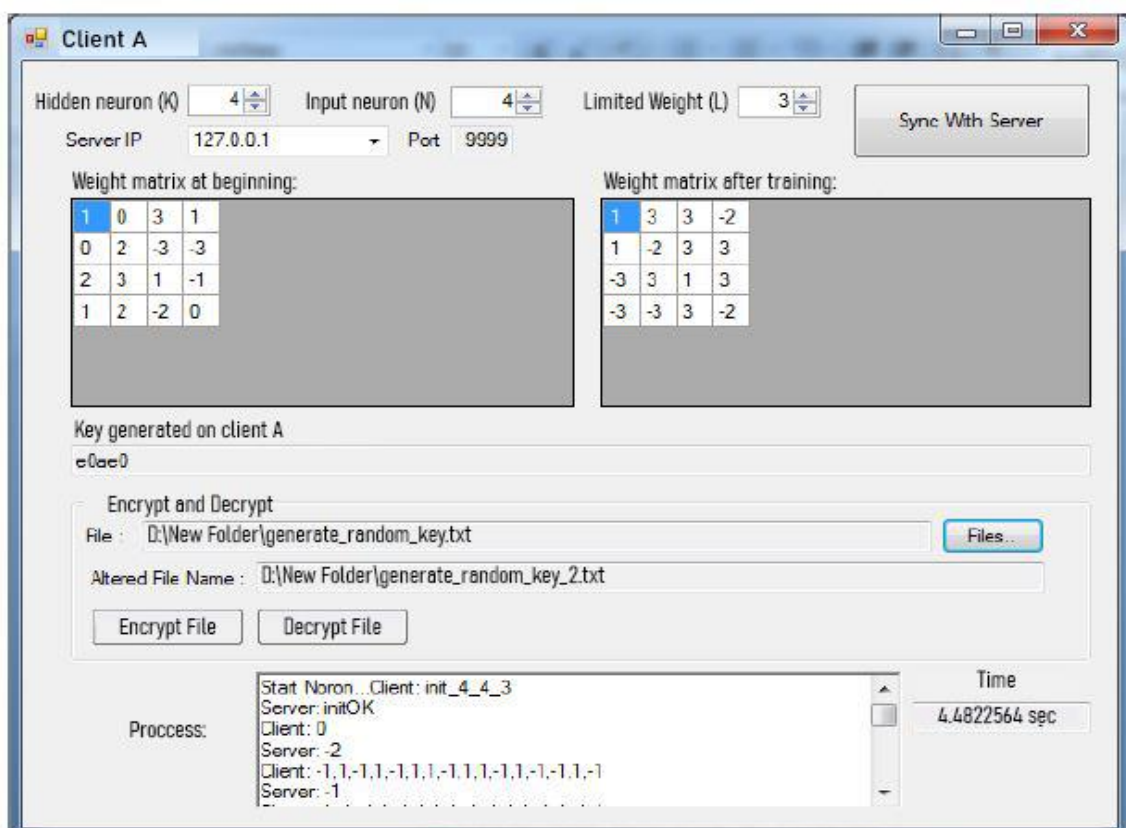 Client A
Hidden neuron (K) 4 Input neuron (N) 4 Limited Weight (L) 3
Sync With Server
Server IP 127.0.0.1 Port 9999
Weight matrix at beginning: Weight matrix after training:
1 0 3 1 1 3 3 -2
0 2 -3 -3 1 -2 3 3
2 3 1 -1 -3 3 1 3
1 2 -2 0 -3 -3 3 -2
Key generated on client A
e0ae0
Encrypt and Decrypt
File : D:\New Folder\generate_random_key.txt Files...
Altered File Name : D:\New Folder\generate_random_key_2.txt
Encrypt File Decrypt File
Start Noron...Client: init_4_4_3 Time
Server: initOK 4.4822564 sec
Proccess: Client: 0
Server: -2
Client: -1,1,-1,1,-1,1,1,-1,1,1,-1,1,-1,-1,1,-1
Server: -1